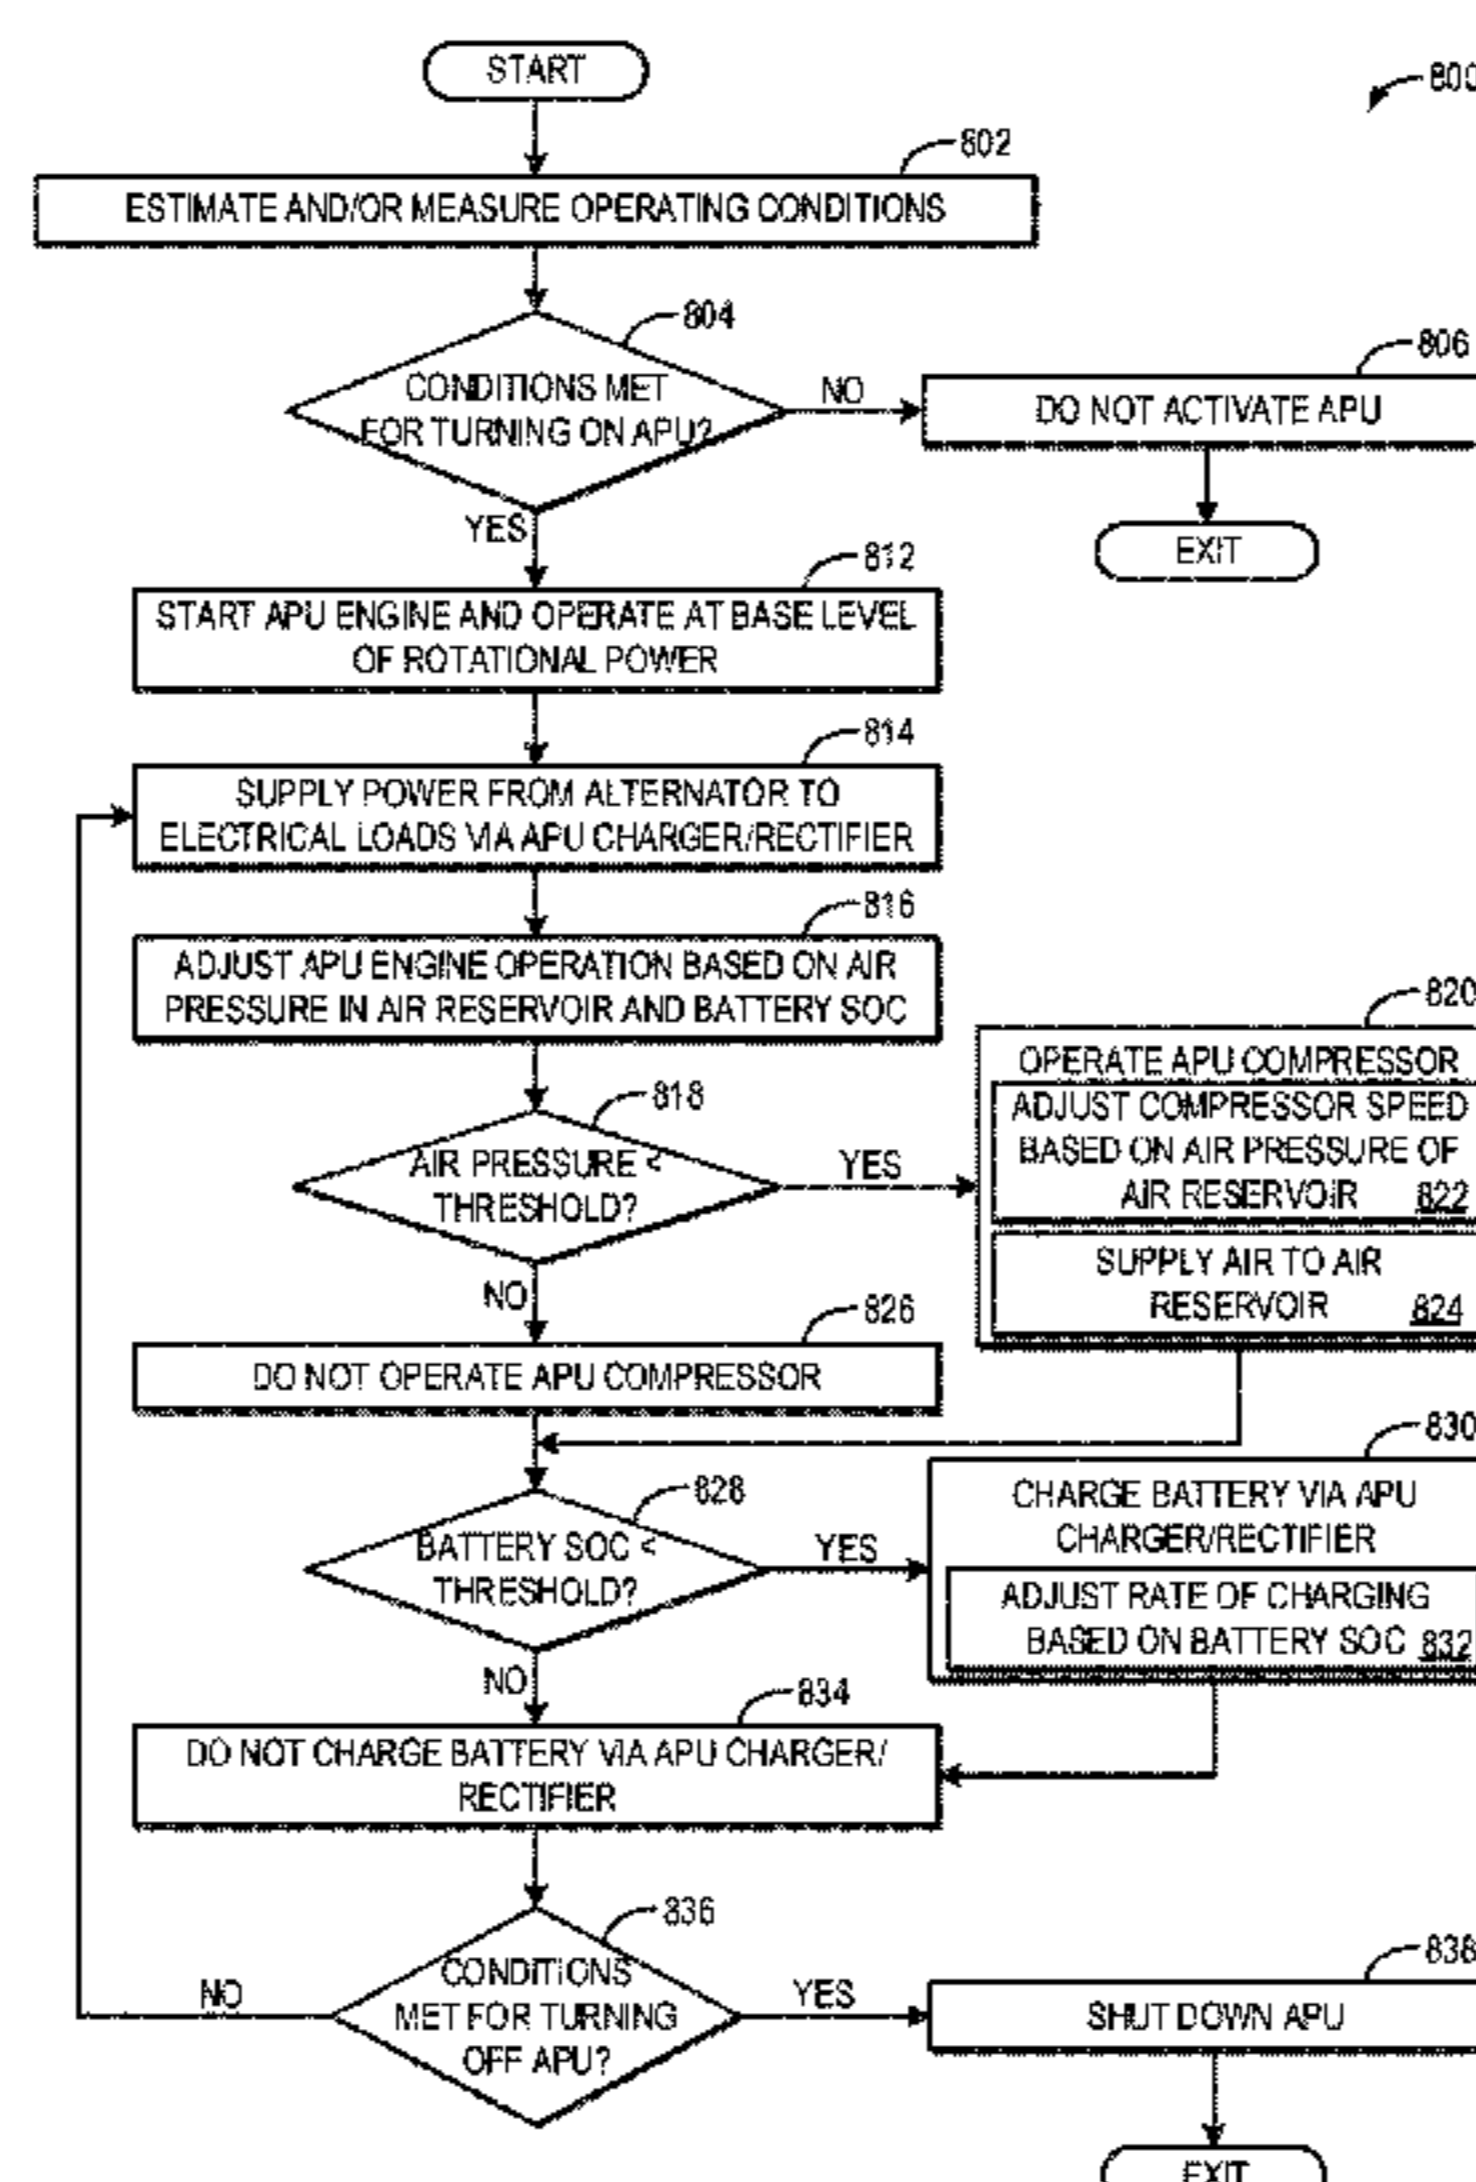 START
800
802
ESTIMATE AND/OR MEASURE OPERATING CONDITIONS
804
CONDITIONS MET
FOR TURNING ON APU?
NO
806
DO NOT ACTIVATE APU
EXIT
YES
812
START APU ENGINE AND OPERATE AT BASE LEVEL
OF ROTATIONAL POWER
814
SUPPLY POWER FROM ALTERNATOR TO
ELECTRICAL LOADS VIA APU CHARGER/RECTIFIER
816
ADJUST APU ENGINE OPERATION BASED ON AIR
PRESSURE IN AIR RESERVOIR AND BATTERY SOC
818
AIR PRESSURE <
THRESHOLD?
YES
820
OPERATE APU COMPRESSOR
ADJUST COMPRESSOR SPEED
BASED ON AIR PRESSURE OF
AIR RESERVOIR 822
SUPPLY AIR TO AIR
RESERVOIR 824
NO
826
DO NOT OPERATE APU COMPRESSOR
828
BATTERY SOC <
THRESHOLD?
YES
830
CHARGE BATTERY VIA APU
CHARGER/RECTIFIER
ADJUST RATE OF CHARGING
BASED ON BATTERY SOC 832
NO
834
DO NOT CHARGE BATTERY VIA APU CHARGER/
RECTIFIER
836
CONDITIONS
MET FOR TURNING
OFF APU?
NO
YES
838
SHUT DOWN APU
EXIT